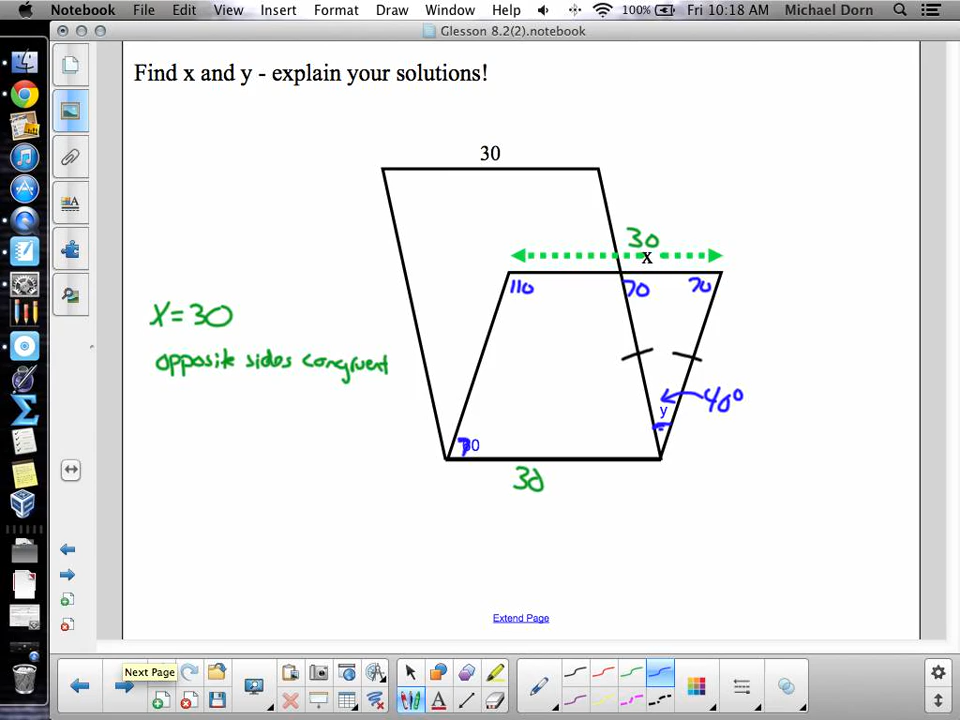 Notebook File Edit View Insert Format Draw Window Help 100% Fri 10:18 AM Michael Dorn
Glesson 8.2(2).notebook
Find x and y - explain your solutions!
30
30
x
110 70 70
X=30
opposite sides congruent
40°
y
30
Extend Page
Next Page